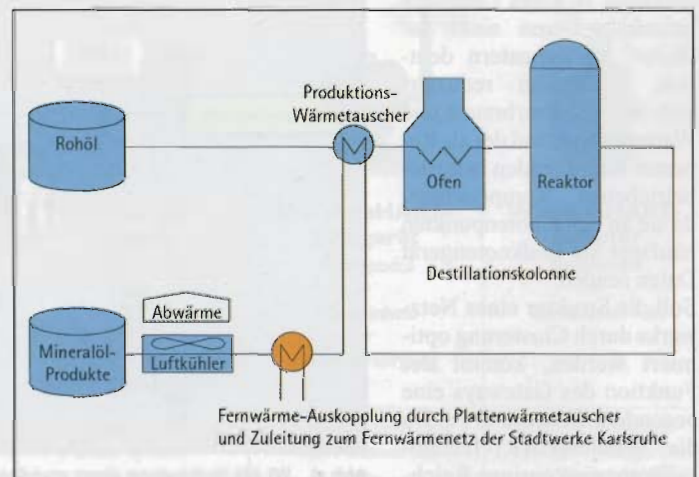 Produktions-
Wärmetauscher
Rohöl
Ofen
Reaktor
Destillationskolonne
Abwärme
Mineralöl-
Produkte
Luftkühler
Fernwärme-Auskopplung durch Plattenwärmetauscher
und Zuleitung zum Fernwärmenetz der Stadtwerke Karlsruhe